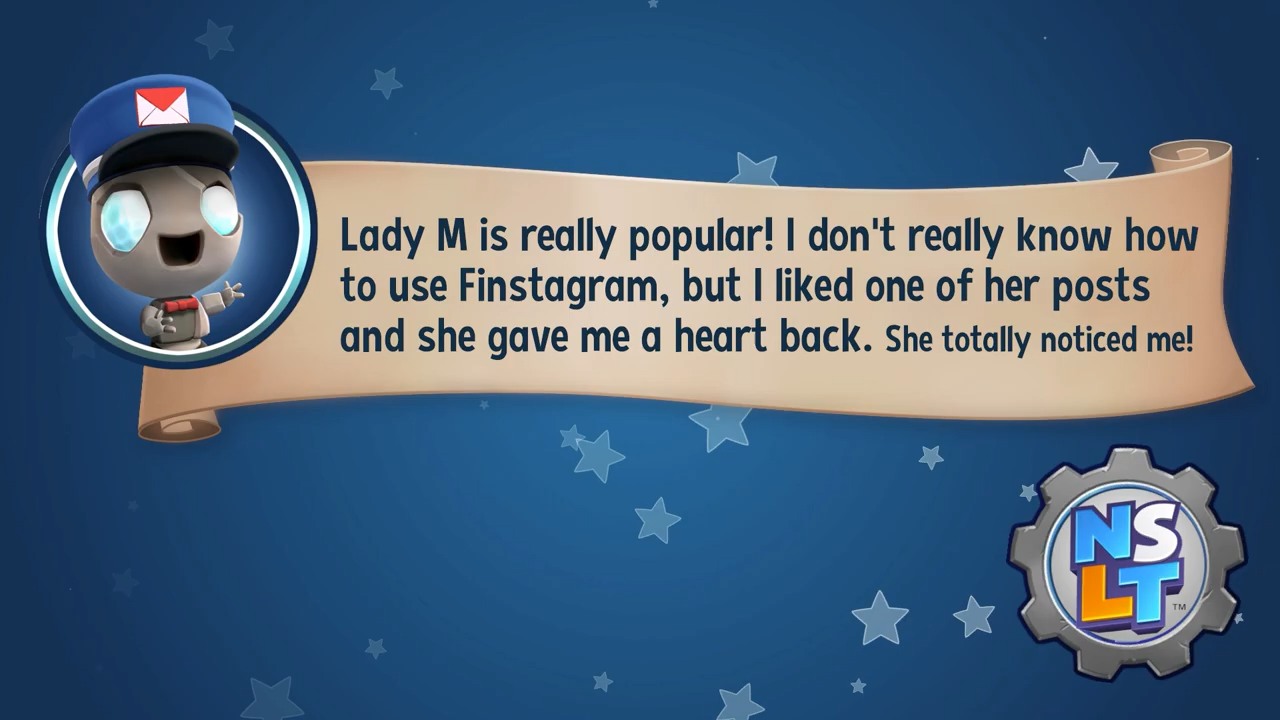 Lady M is really popular! I don't really know how
to use Finstagram, but I liked one of her posts
and she gave me a heart back. She totally noticed me!
NS
LT
TM